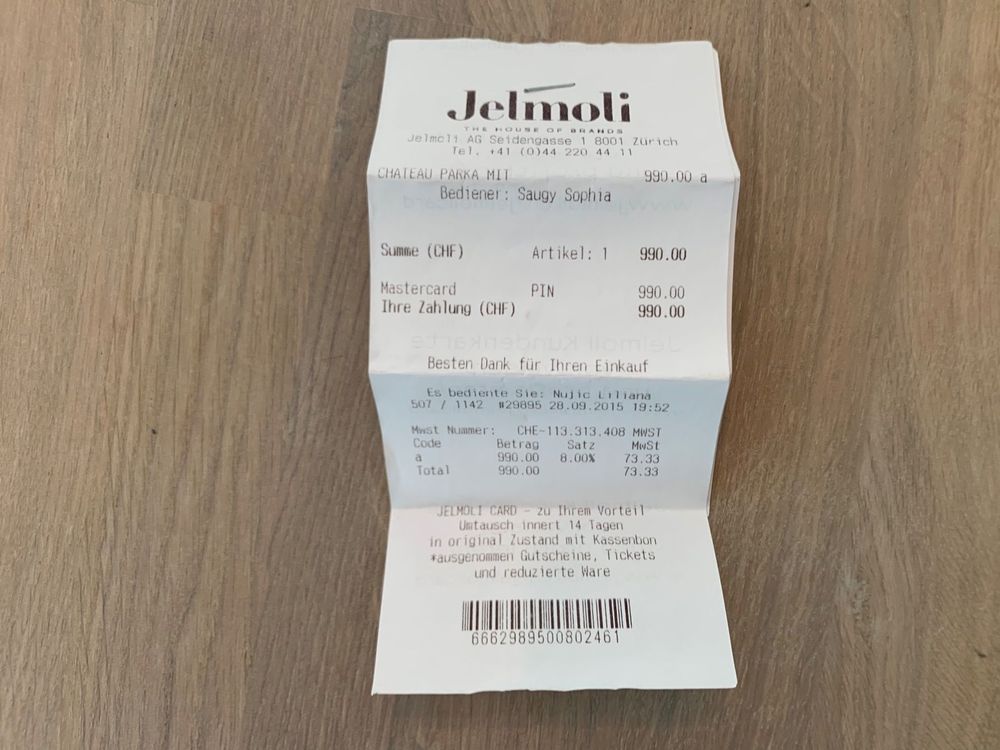 Jelmoli
THE HOUSE OF BRANDS
Jelmoli AG Seidengasse 1 8001 Zürich
Tel. +41 (0)44 220 44 11
CHATEAU PARKA MIT 990.00 a
Bediener: Saugy Sophia
Summe (CHF) Artikel: 1 990.00
Mastercard PIN 990.00
Ihre Zahlung (CHF) 990.00
Jelmoli Kundenkarte
Besten Dank für Ihren Einkauf
Es bediente Sie: Nujic Liliana
507 / 1142 #29895 28.09.2015 19:52
Mwst Nummer: CHE-113.313.408 MWST
Code Betrag Satz MwSt
a 990.00 8.00% 73.33
Total 990.00 73.33
JELMOLI CARD - zu Ihrem Vorteil
Umtausch innert 14 Tagen
in original Zustand mit Kassenbon
*ausgenommen Gutscheine, Tickets
und reduzierte Ware
6662989500802461